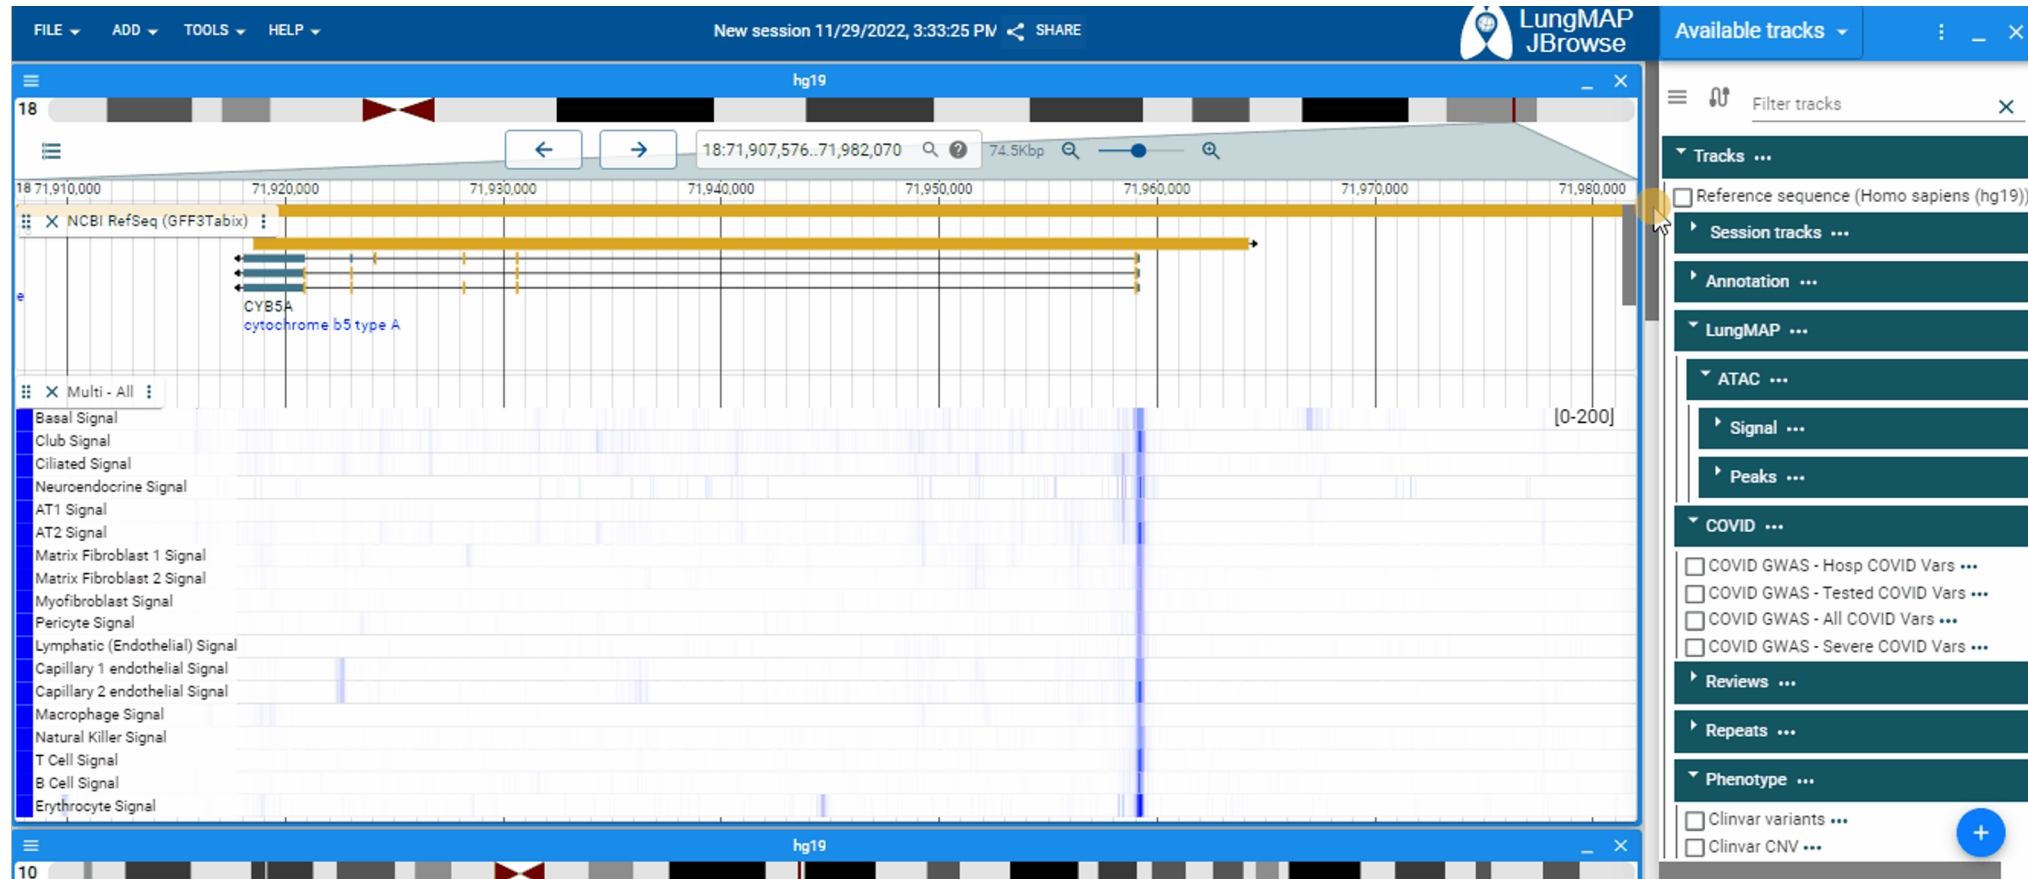 FILE ADD TOOLS HELP New session 11/29/2022, 3:33:25 PM SHARE
LungMAP
JBrowse
Available tracks
hg19
18
18:71,907,576..71,982,070 74.5Kbp
18 71,910,000 71,920,000 71,930,000 71,940,000 71,950,000 71,960,000 71,970,000 71,980,000
NCBI RefSeq (GFF3Tabix)
e
CYB5A
cytochrome b5 type A
Multi - All
[0-200]
Basal Signal
Club Signal
Ciliated Signal
Neuroendocrine Signal
AT1 Signal
AT2 Signal
Matrix Fibroblast 1 Signal
Matrix Fibroblast 2 Signal
Myofibroblast Signal
Pericyte Signal
Lymphatic (Endothelial) Signal
Capillary 1 endothelial Signal
Capillary 2 endothelial Signal
Macrophage Signal
Natural Killer Signal
T Cell Signal
B Cell Signal
Erythrocyte Signal
hg19
10
Filter tracks
Tracks ...
Reference sequence (Homo sapiens (hg19))
Session tracks ...
Annotation ...
LungMAP ...
ATAC ...
Signal ...
Peaks ...
COVID ...
COVID GWAS - Hosp COVID Vars ...
COVID GWAS - Tested COVID Vars ...
COVID GWAS - All COVID Vars ...
COVID GWAS - Severe COVID Vars ...
Reviews ...
Repeats ...
Phenotype ...
Clinvar variants ...
Clinvar CNV ...